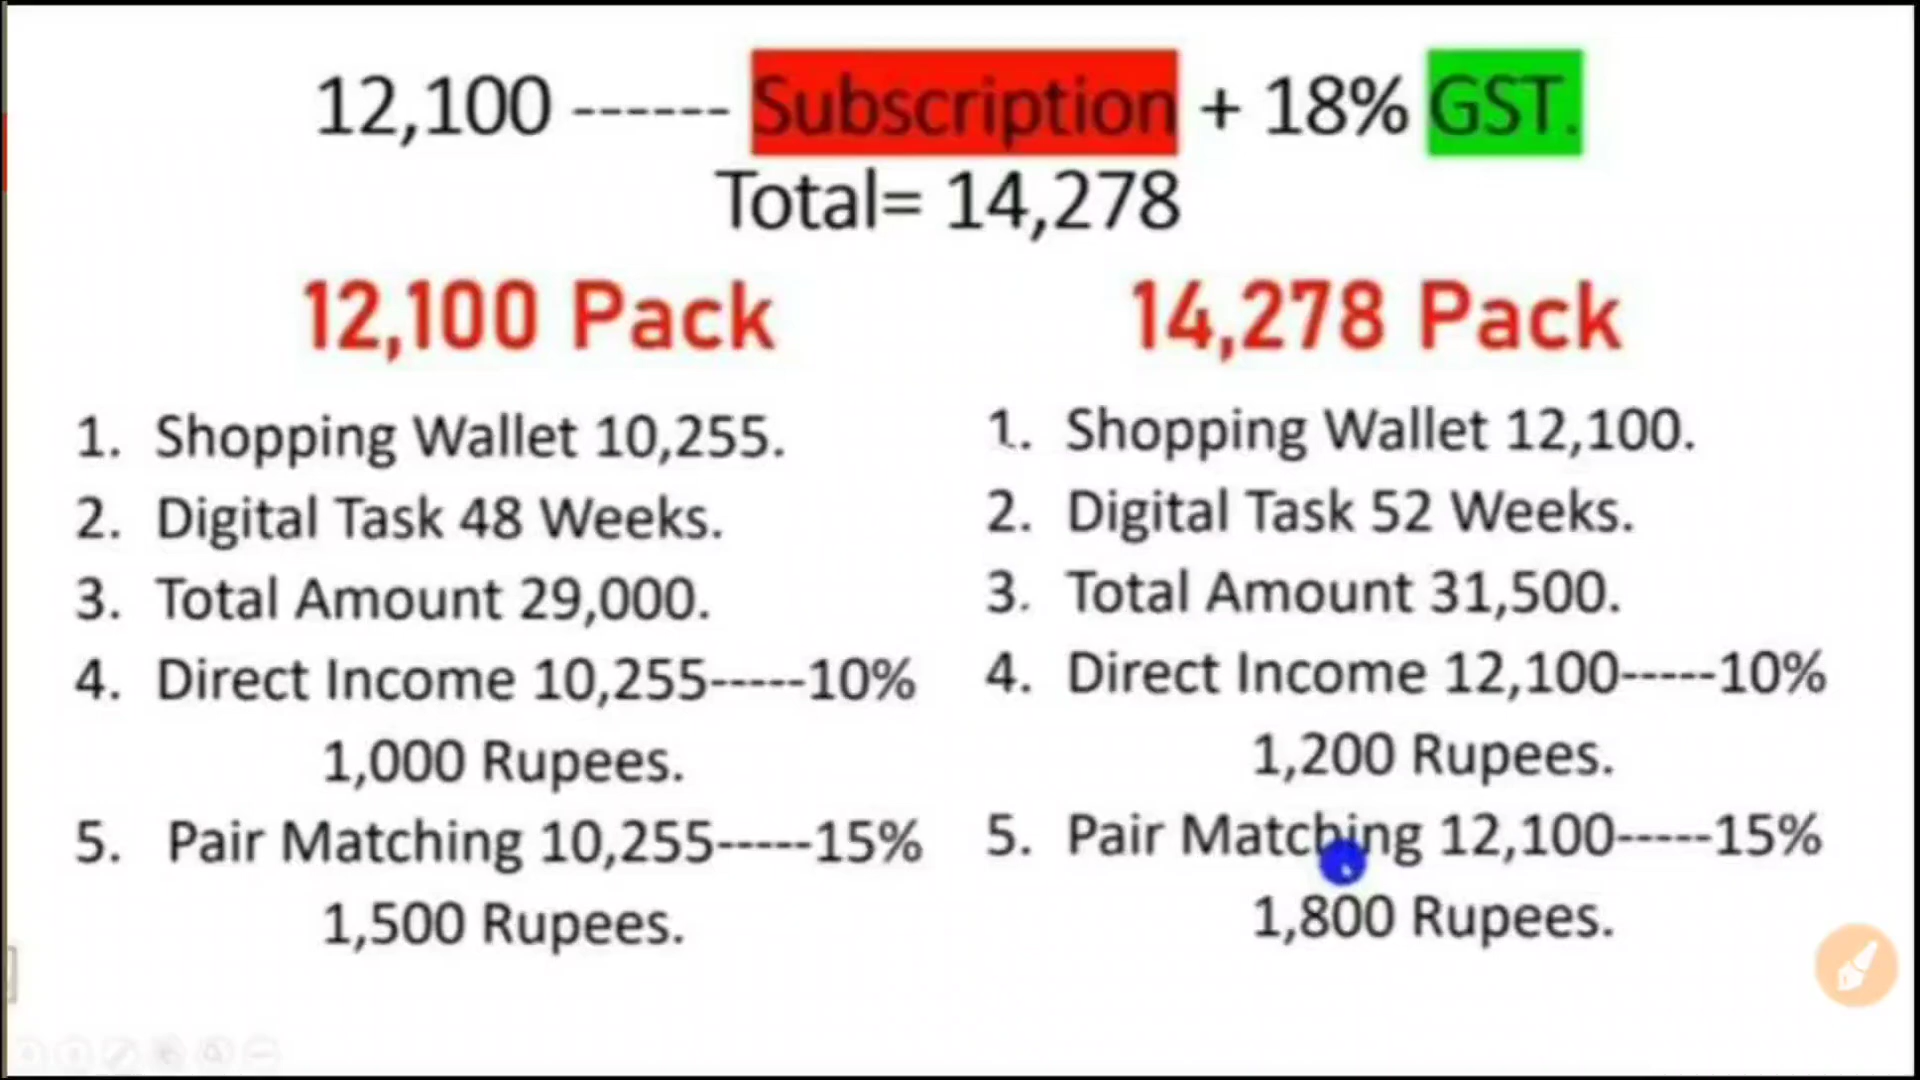 12,100 ------ Subscription + 18% GST.
Total= 14,278
12,100 Pack
1. Shopping Wallet 10,255.
2. Digital Task 48 Weeks.
3. Total Amount 29,000.
4. Direct Income 10,255-----10%
1,000 Rupees.
5. Pair Matching 10,255-----15%
1,500 Rupees.
14,278 Pack
1. Shopping Wallet 12,100.
2. Digital Task 52 Weeks.
3. Total Amount 31,500.
4. Direct Income 12,100-----10%
1,200 Rupees.
5. Pair Matching 12,100-----15%
1,800 Rupees.